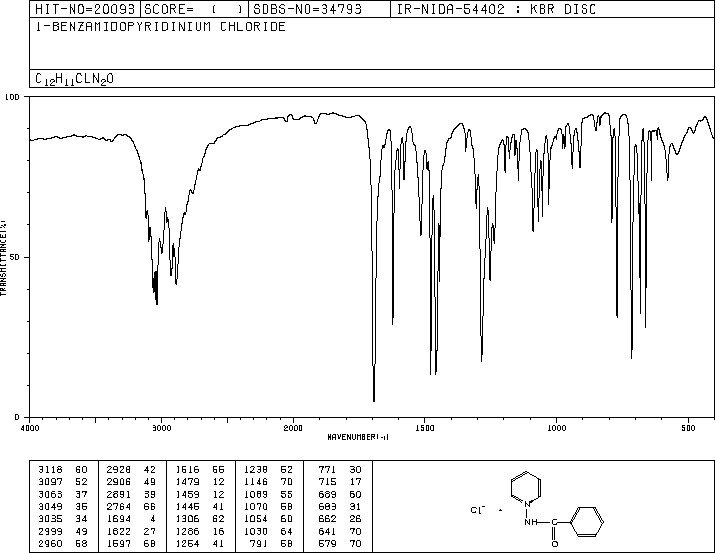 HIT-NO=20093 SCORE= ( ) SDBS-NO=34793 IR-NIDA-54402 : KBR DISC
1-BENZAMIDOPYRIDINIUM CHLORIDE
C12H11CLN2O
100
50
0
TRANSMITTANCE(%)
4000 3000 2000 1500 1000 500
WAVENUMBER(-1)
3118 60 2928 42 1516 55 1238 52 771 30
3097 52 2906 49 1479 12 1146 70 715 17
3063 37 2891 39 1459 12 1089 55 689 60
3049 35 2764 66 1445 41 1070 58 683 31
3035 34 1694 4 1306 62 1054 60 662 26
2999 49 1622 27 1286 16 1030 64 641 70
2960 58 1597 68 1254 41 791 58 579 70
Cl-
N+
NH C
O